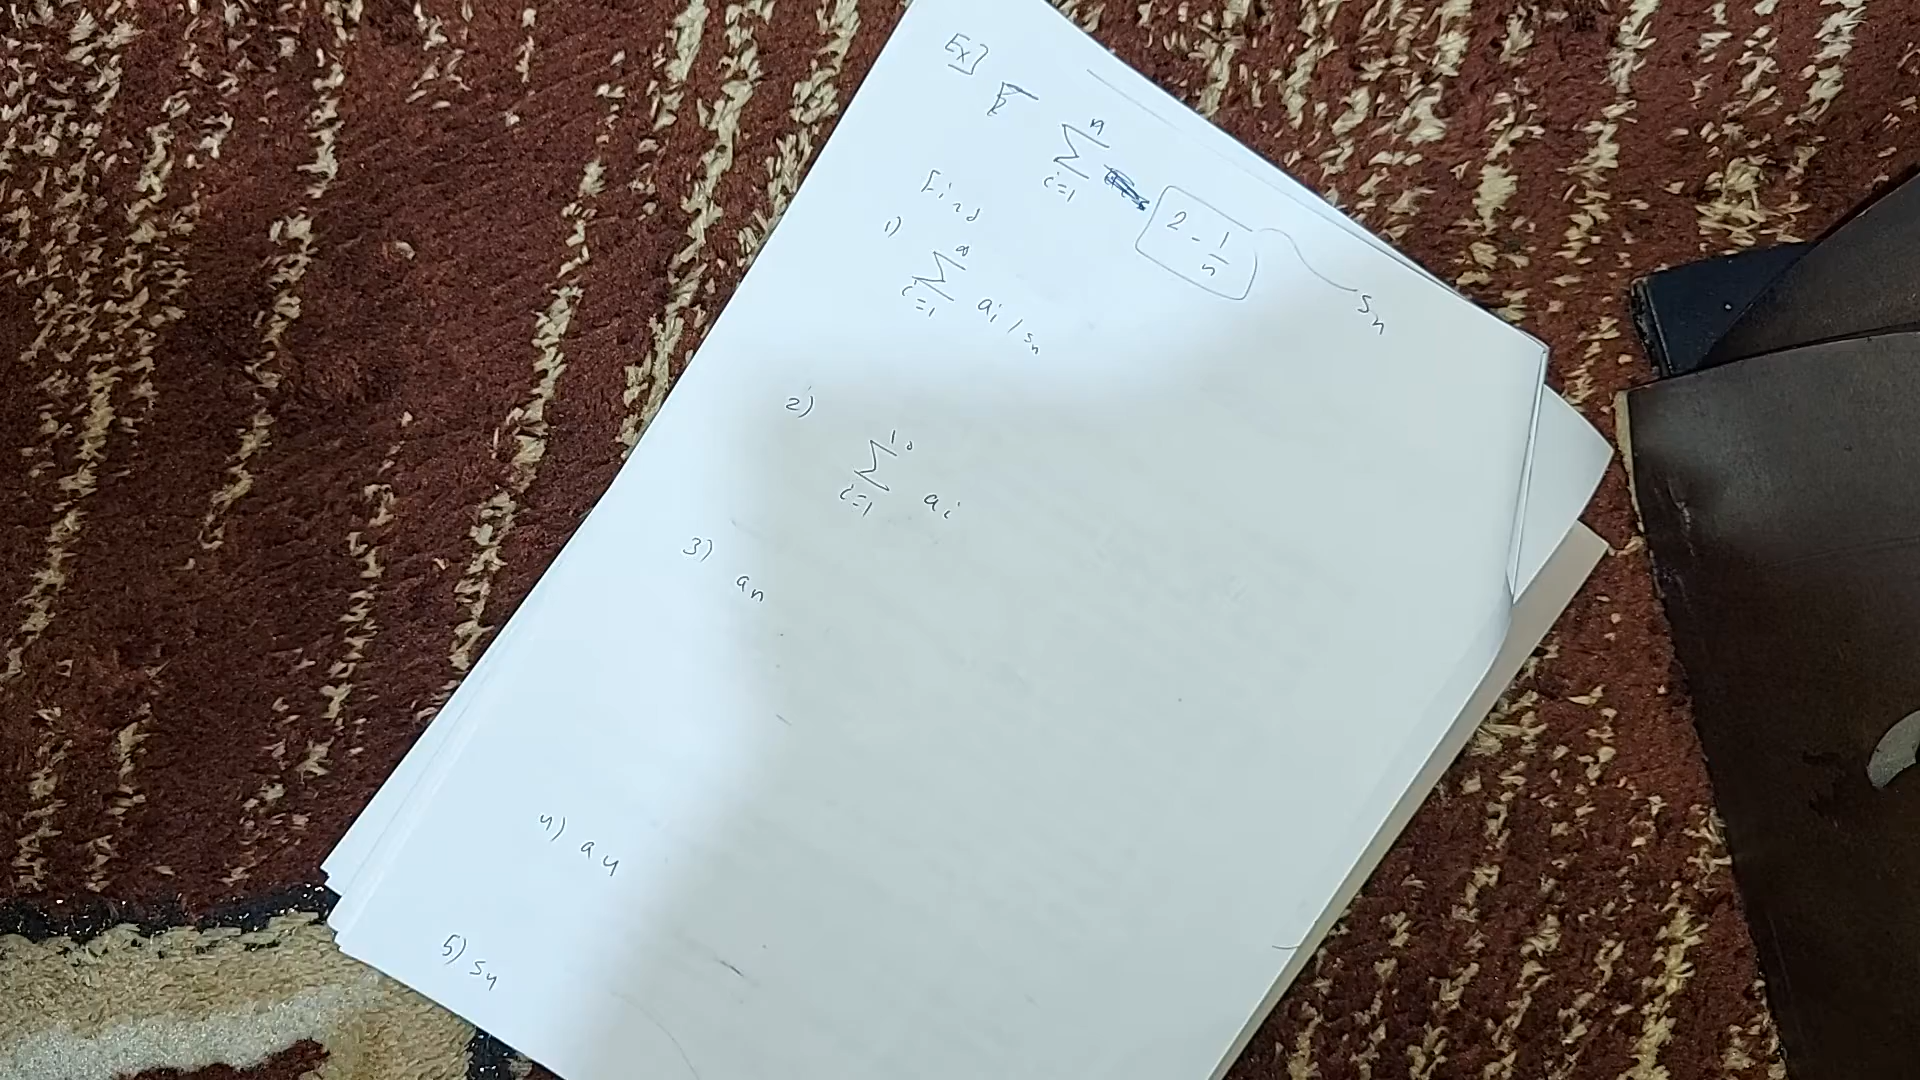 Ex]
n
∑ 2 - 1/n Sn
i=1
Find
1)
∞
∑ ai / sn
i=1
2)
10
∑ ai
i=1
3) an
4) a4
5) S4